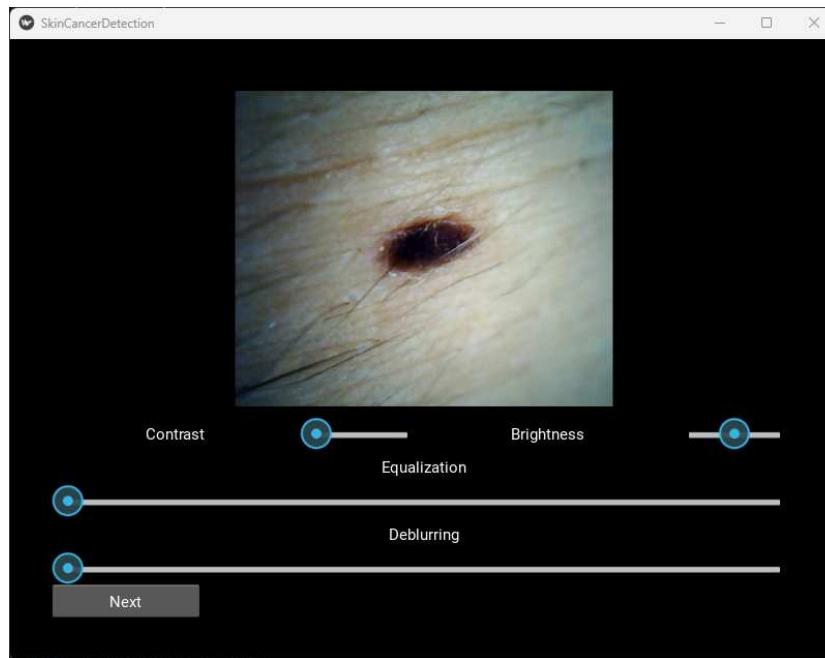 SkinCancerDetection
Contrast
Brightness
Equalization
Deblurring
Next